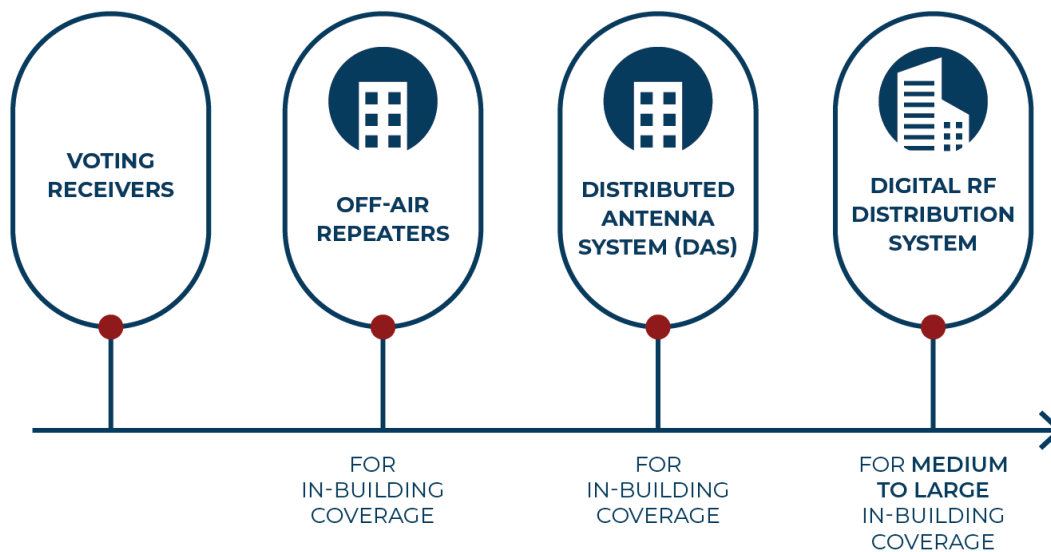 VOTING
RECEIVERS
OFF-AIR
REPEATERS
DISTRIBUTED
ANTENNA
SYSTEM (DAS)
DIGITAL RF
DISTRIBUTION
SYSTEM
FOR
IN-BUILDING
COVERAGE
FOR
IN-BUILDING
COVERAGE
FOR MEDIUM
TO LARGE
IN-BUILDING
COVERAGE